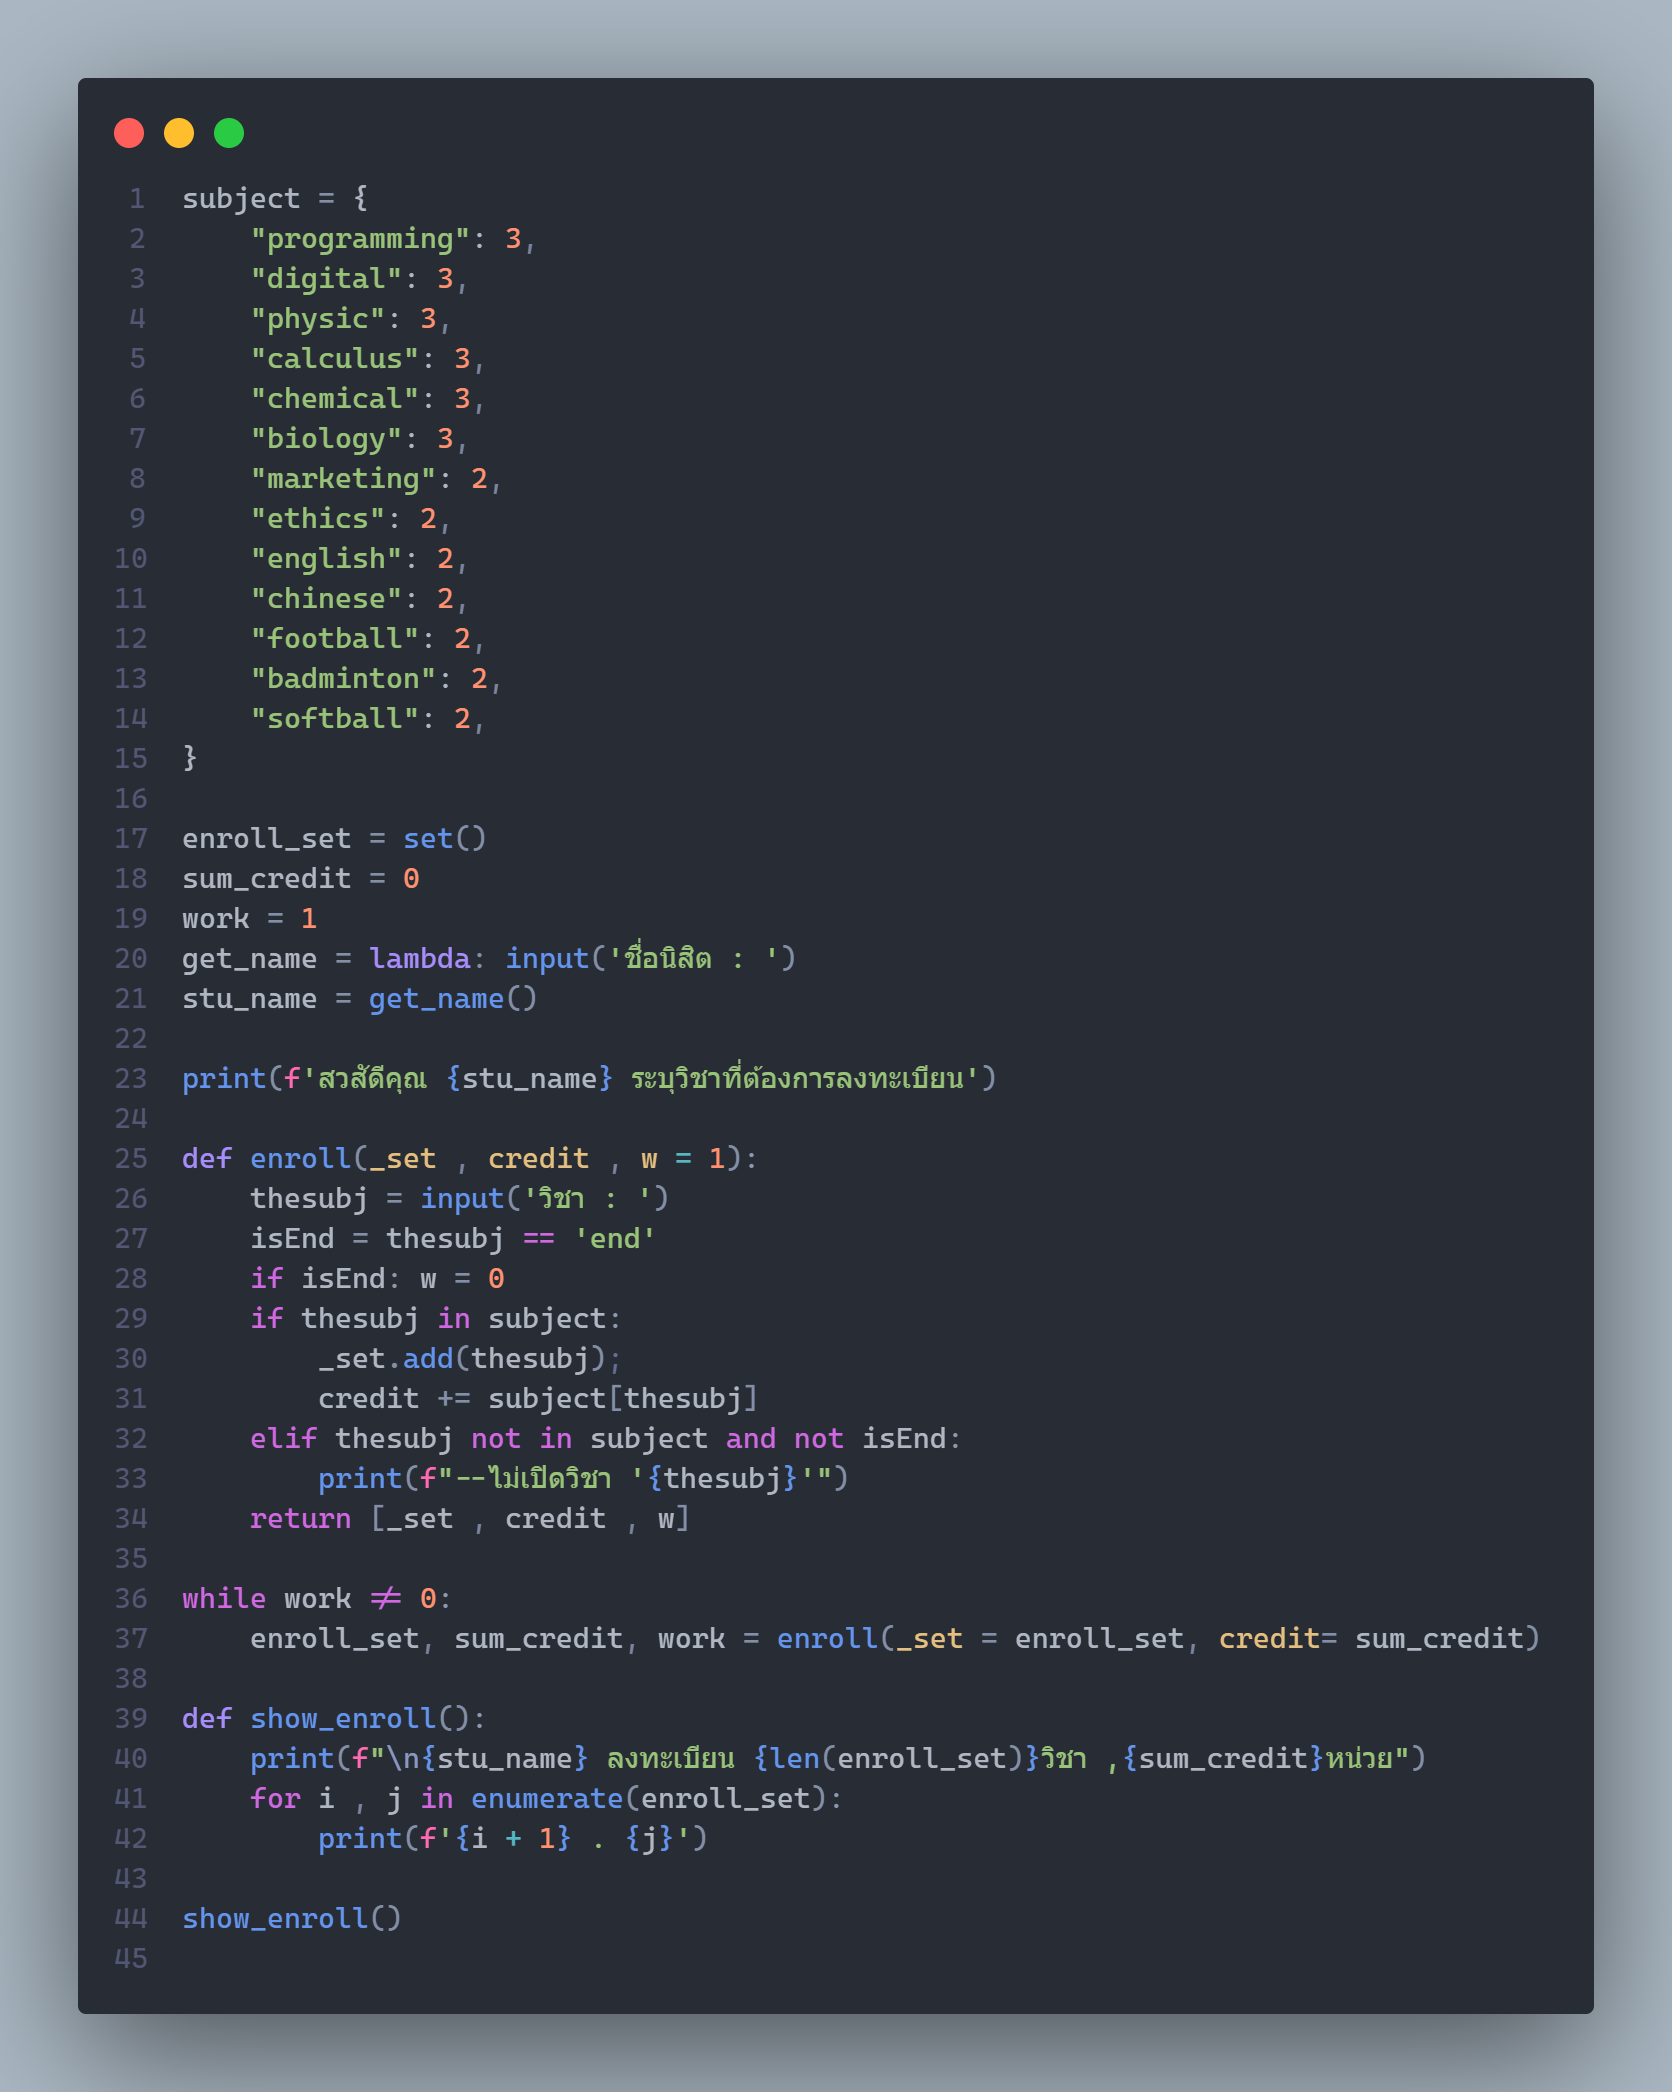 1 subject = {
2     "programming": 3,
3     "digital": 3,
4     "physic": 3,
5     "calculus": 3,
6     "chemical": 3,
7     "biology": 3,
8     "marketing": 2,
9     "ethics": 2,
10     "english": 2,
11     "chinese": 2,
12     "football": 2,
13     "badminton": 2,
14     "softball": 2,
15 }
16
17 enroll_set = set()
18 sum_credit = 0
19 work = 1
20 get_name = lambda: input('ชื่อนิสิต : ')
21 stu_name = get_name()
22
23 print(f'สวสัดีคุณ {stu_name} ระบุวิชาที่ต้องการลงทะเบียน')
24
25 def enroll(_set , credit , w = 1):
26     thesubj = input('วิชา : ')
27     isEnd = thesubj == 'end'
28     if isEnd: w = 0
29     if thesubj in subject:
30         _set.add(thesubj);
31         credit += subject[thesubj]
32     elif thesubj not in subject and not isEnd:
33         print(f"--ไม่เปิดวิชา '{thesubj}'")
34     return [_set , credit , w]
35
36 while work != 0:
37     enroll_set, sum_credit, work = enroll(_set = enroll_set, credit= sum_credit)
38
39 def show_enroll():
40     print(f"\n{stu_name} ลงทะเบียน {len(enroll_set)}วิชา ,{sum_credit}หน่วย")
41     for i , j in enumerate(enroll_set):
42         print(f'{i + 1} . {j}')
43
44 show_enroll()
45